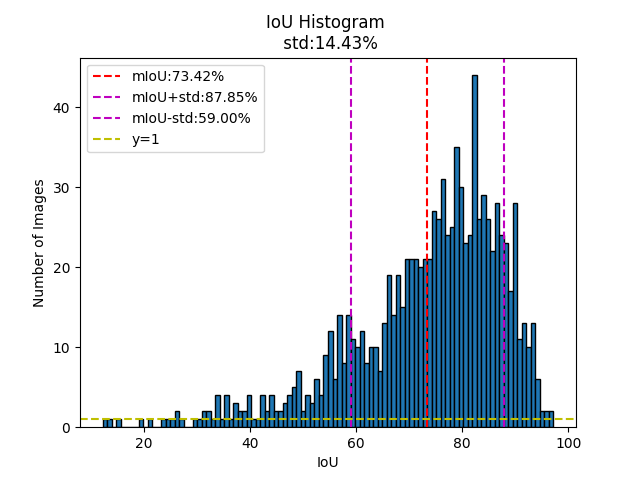 IoU Histogram
std:14.43%
mIoU:73.42%
mIoU+std:87.85%
mIoU-std:59.00%
y=1
Number of Images
40
30
20
10
0
20 40 60 80 100
IoU